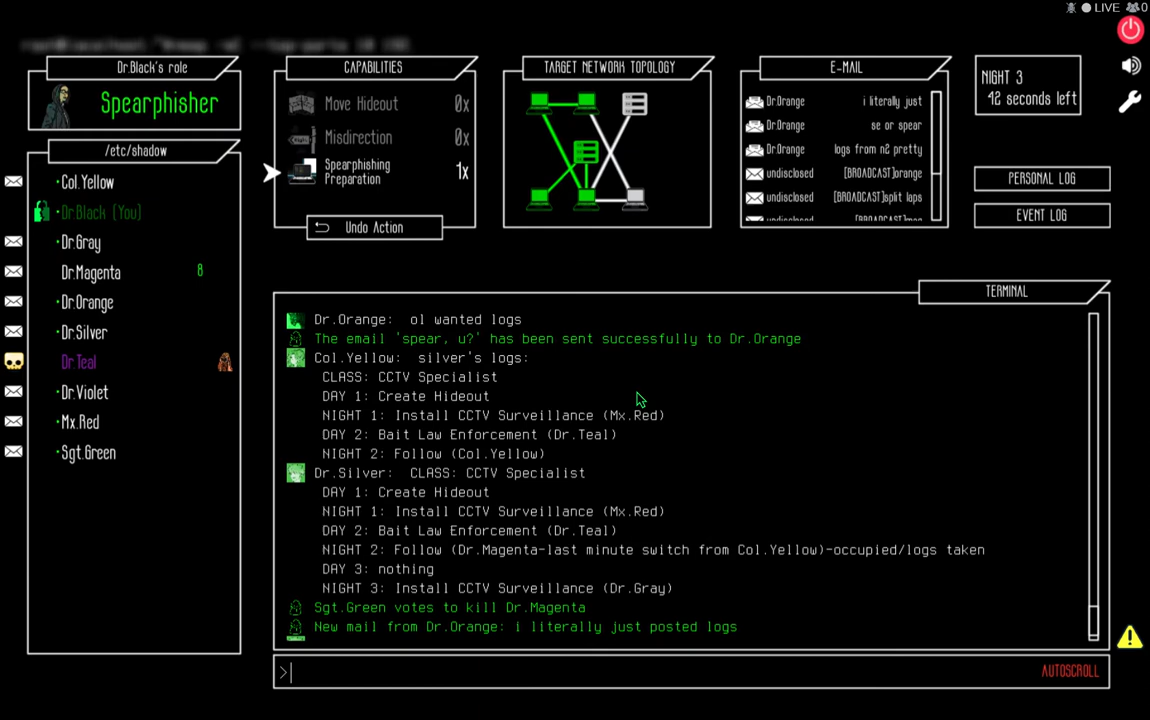 LIVE 0
Dr.Black's role
Spearphisher
/etc/shadow
Col.Yellow
Dr.Black [You]
Dr.Gray
Dr.Magenta 8
Dr.Orange
Dr.Silver
Dr.Teal
Dr.Violet
Mx.Red
Sgt.Green
CAPABILITIES
Move Hideout 0x
Misdirection 0x
Spearphishing
Preparation 1x
Undo Action
TARGET NETWORK TOPOLOGY
E-MAIL
Dr.Orange i literally just
Dr.Orange se or spear
Dr.Orange logs from n2 pretty
undisclosed [BROADCAST]orange
undisclosed [BROADCAST]split laps
undisclosed
NIGHT 3
42 seconds left
PERSONAL LOG
EVENT LOG
TERMINAL
Dr.Orange: ol wanted logs
The email 'spear, u?' has been sent successfully to Dr.Orange
Col.Yellow: silver's logs:
CLASS: CCTV Specialist
DAY 1: Create Hideout
NIGHT 1: Install CCTV Surveillance (Mx.Red)
DAY 2: Bait Law Enforcement (Dr.Teal)
NIGHT 2: Follow (Col.Yellow)
Dr.Silver: CLASS: CCTV Specialist
DAY 1: Create Hideout
NIGHT 1: Install CCTV Surveillance (Mx.Red)
DAY 2: Bait Law Enforcement (Dr.Teal)
NIGHT 2: Follow (Dr.Magenta-last minute switch from Col.Yellow)-occupied/logs taken
DAY 3: nothing
NIGHT 3: Install CCTV Surveillance (Dr.Gray)
Sgt.Green votes to kill Dr.Magenta
New mail from Dr.Orange: i literally just posted logs
>
AUTOSCROLL